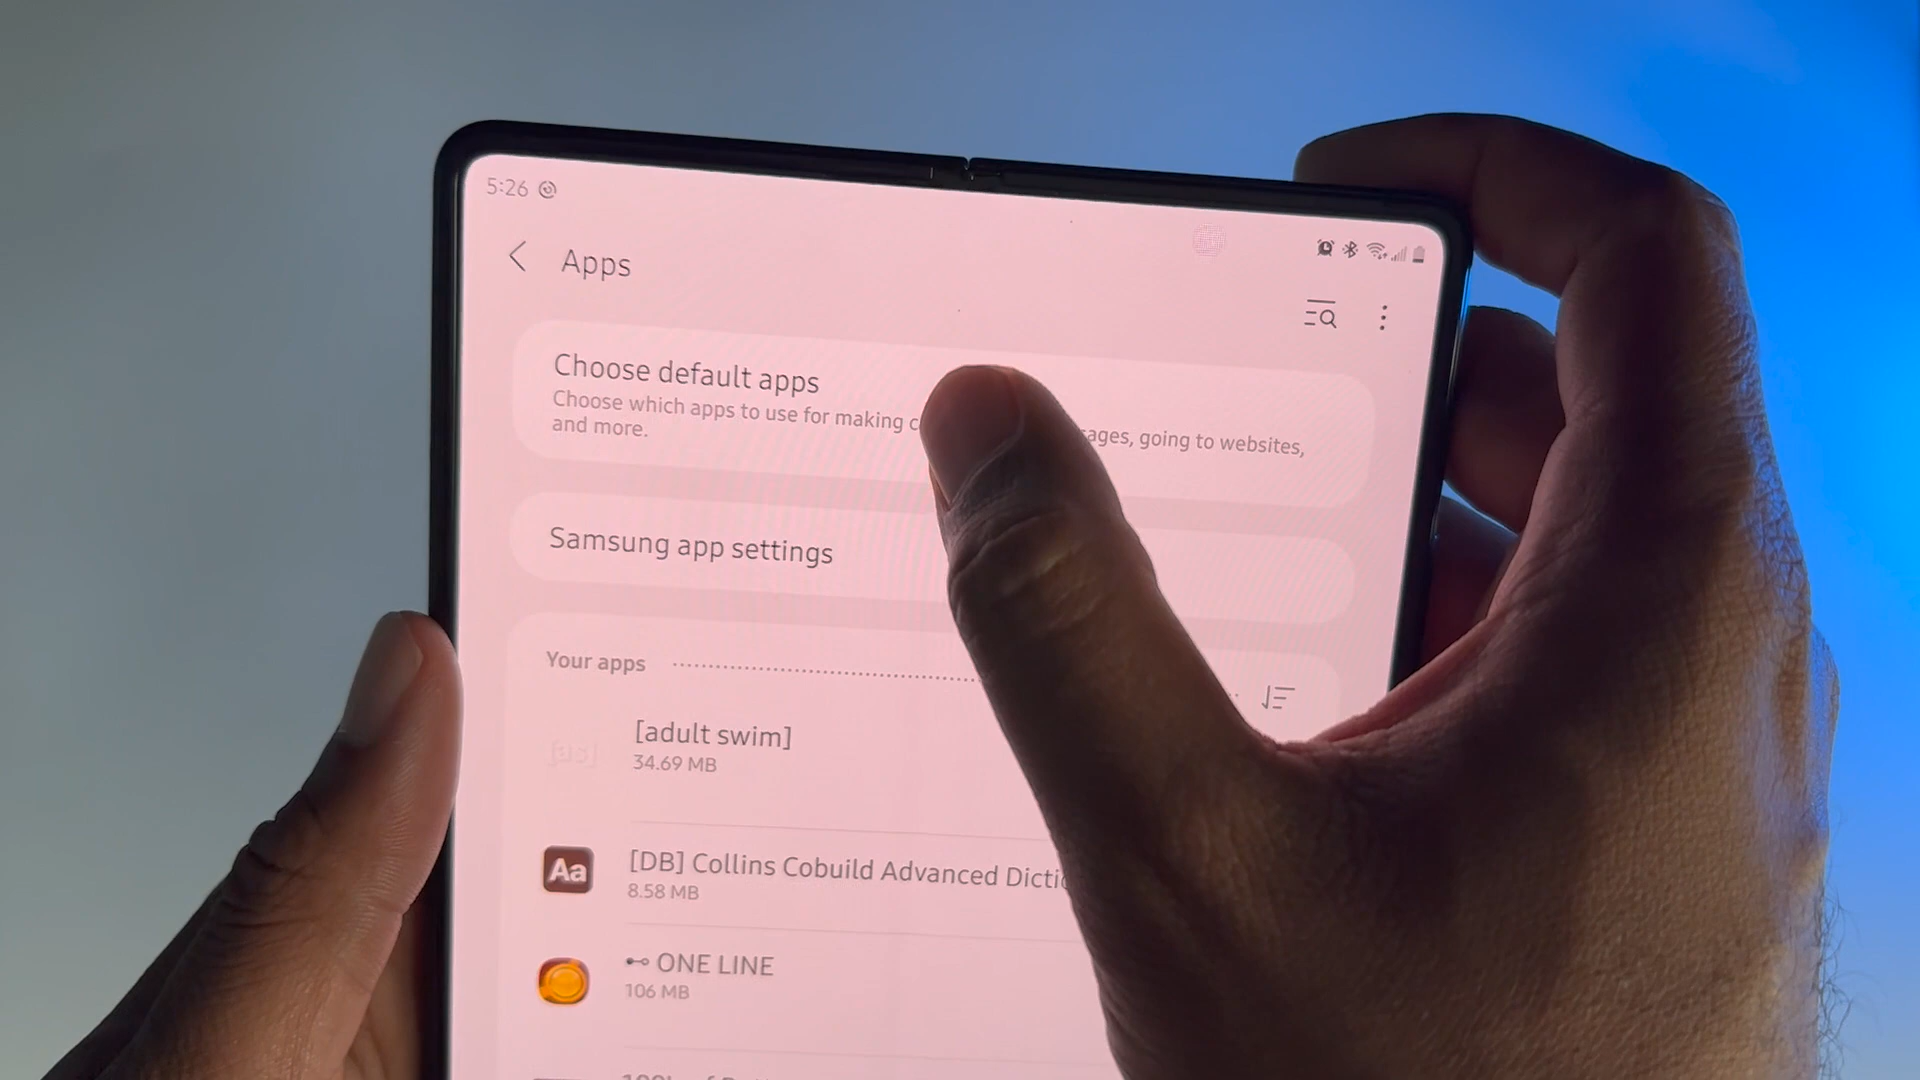 5:26
Apps
Choose default apps
Choose which apps to use for making ages, going to websites,
and more.
Samsung app settings
Your apps
[adult swim]
[as]
34.69 MB
Aa
[DB] Collins Cobuild Advanced Dictio
8.58 MB
ONE LINE
106 MB